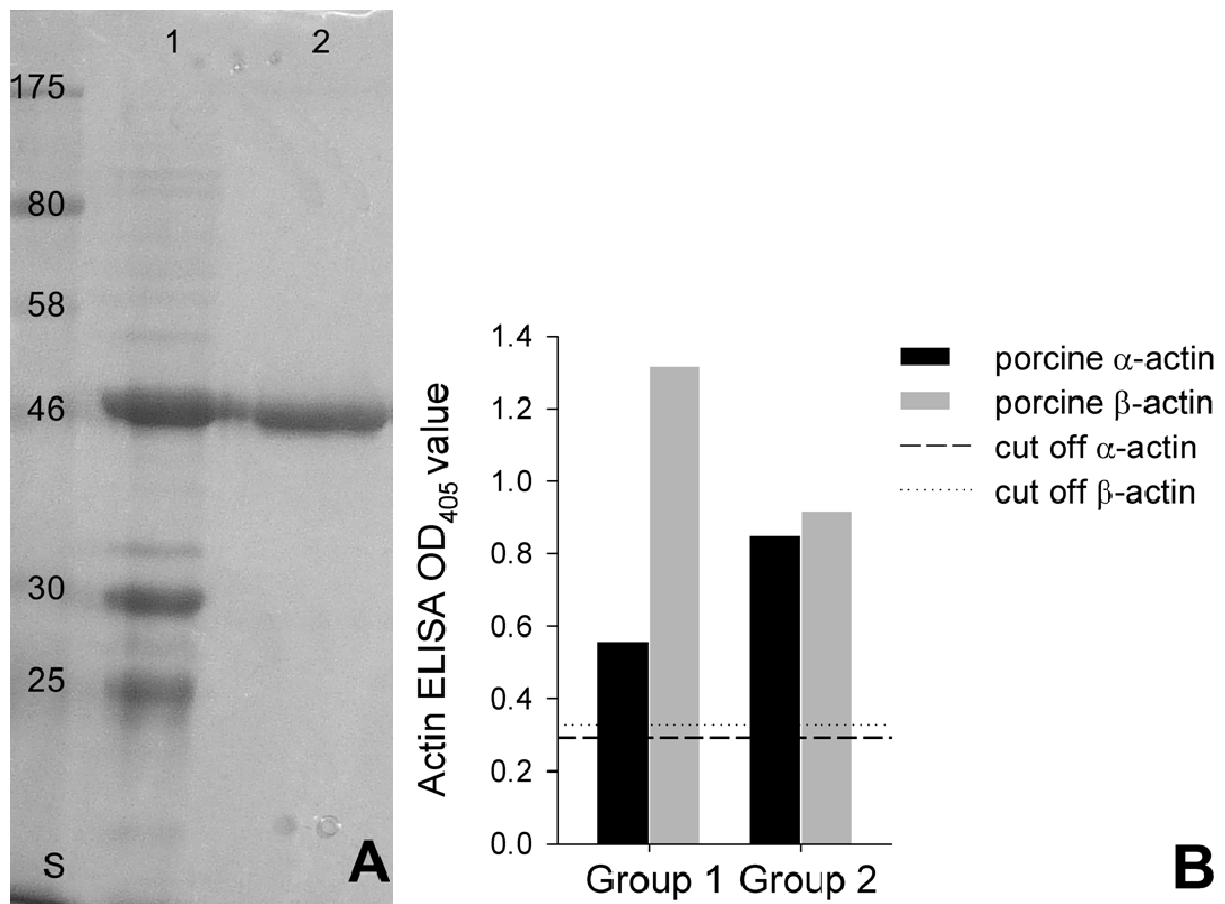 1 2
175
80
58
46
30
25
S
A
1.4
1.2
1.0
0.8
0.6
0.4
0.2
0.0
Actin ELISA OD405 value
Group 1 Group 2
porcine α-actin
porcine β-actin
cut off α-actin
cut off β-actin
B